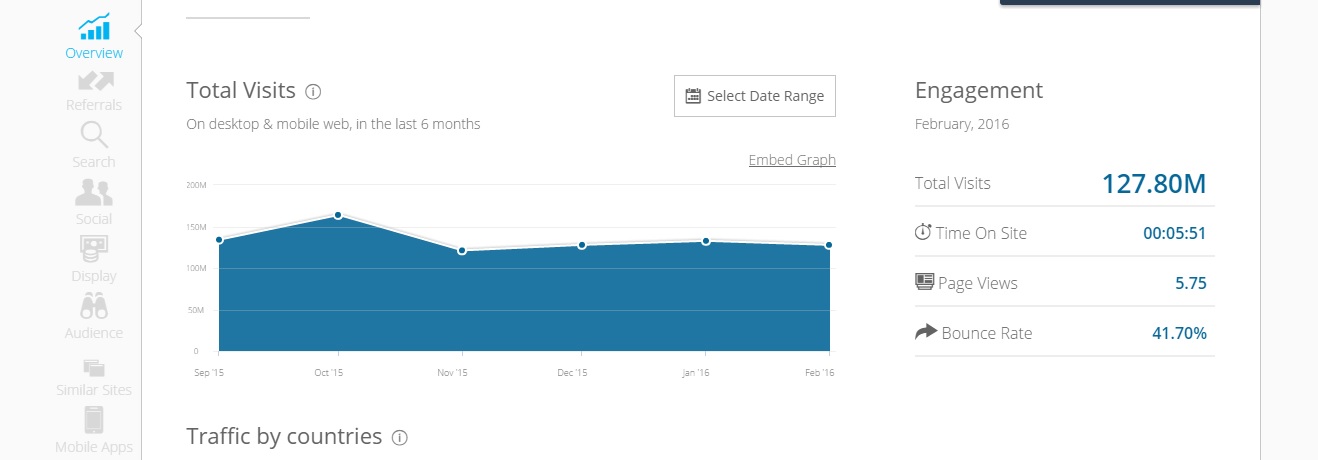 Overview
Referrals
Search
Social
Display
Audience
Similar Sites
Mobile Apps
Total Visits
Select Date Range
On desktop & mobile web, in the last 6 months
Embed Graph
200M
150M
100M
50M
0
Sep '15 Oct '15 Nov '15 Dec '15 Jan '16 Feb '16
Engagement
February, 2016
Total Visits 127.80M
Time On Site 00:05:51
Page Views 5.75
Bounce Rate 41.70%
Traffic by countries